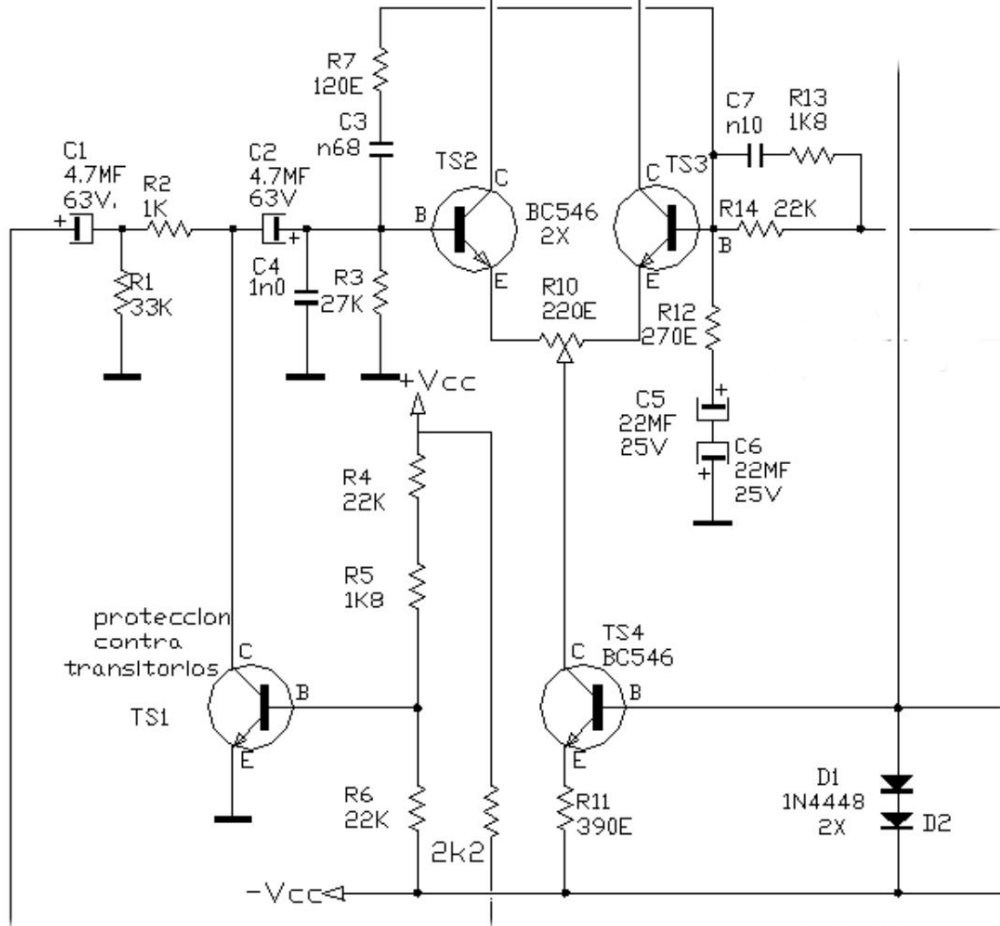 R7
120E
C3
n68
C7
n10
R13
1K8
C1
4.7MF
63V.
+
R2
1K
C2
4.7MF
63V
+
TS2
C
B
E
BC546
2X
C
TS3
B
E
R14 22K
R1
33K
C4
1n0
R3
27K
R10
220E
R12
270E
+Vcc
C5
22MF
25V
+
C6
22MF
25V
+
R4
22K
R5
1K8
proteccion
contra
transitorios
C
B
E
TS1
TS4
BC546
C
B
E
R6
22K
2k2
R11
390E
D1
1N4448
2X
D2
-Vcc